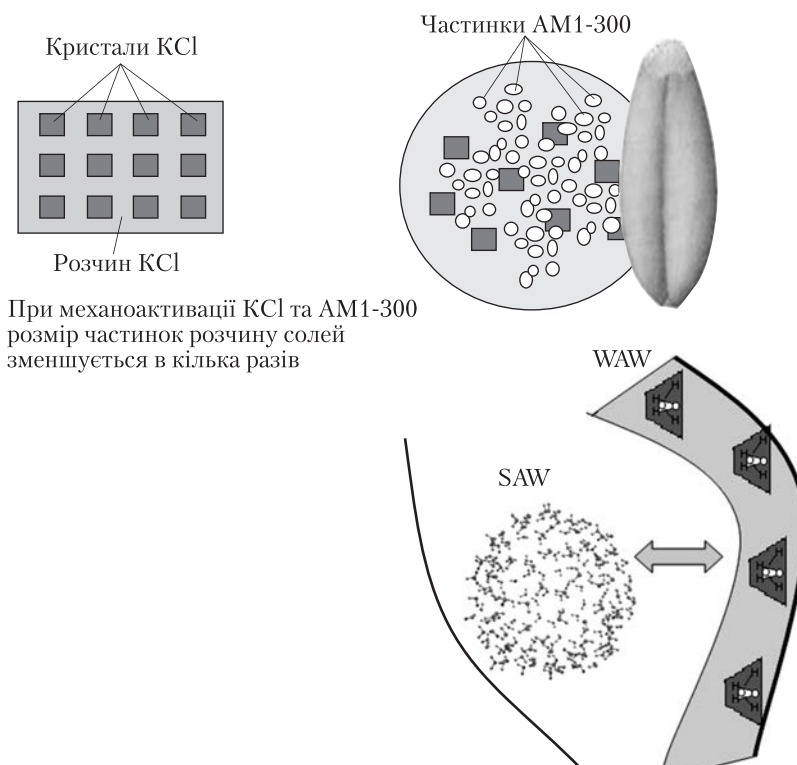 Кристали KCl
Частинки АМ1-300
Розчин KCl
При механоактивації KCl та АМ1-300
розмір частинок розчину солей
зменшується в кілька разів
WAW
SAW